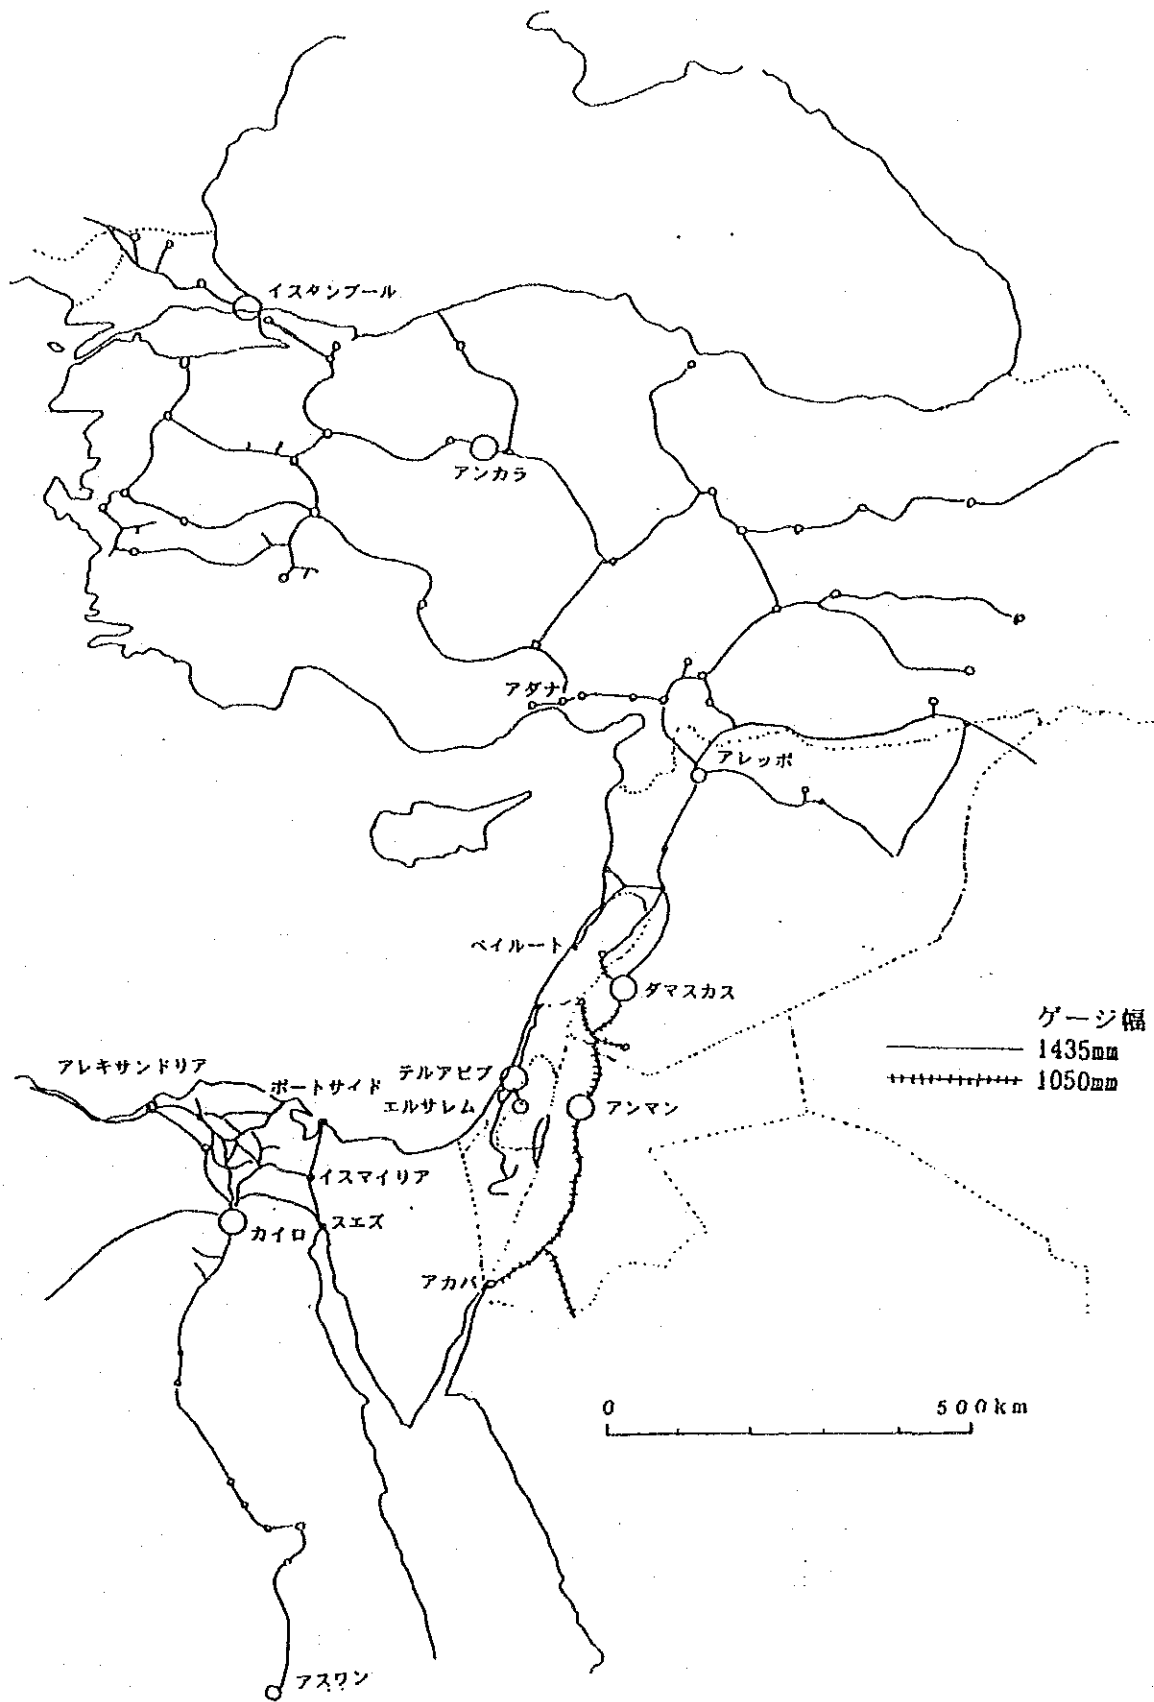 イスタンブール
アンカラ
アダナ
アレッポ
ベイルート
ダマスカス
ゲージ幅
1435mm
1050mm
アレキサンドリア
ポートサイド
テルアビブ
エルサレム
アンマン
イスマイリア
カイロ
スエズ
アカバ
0 500km
アスワン